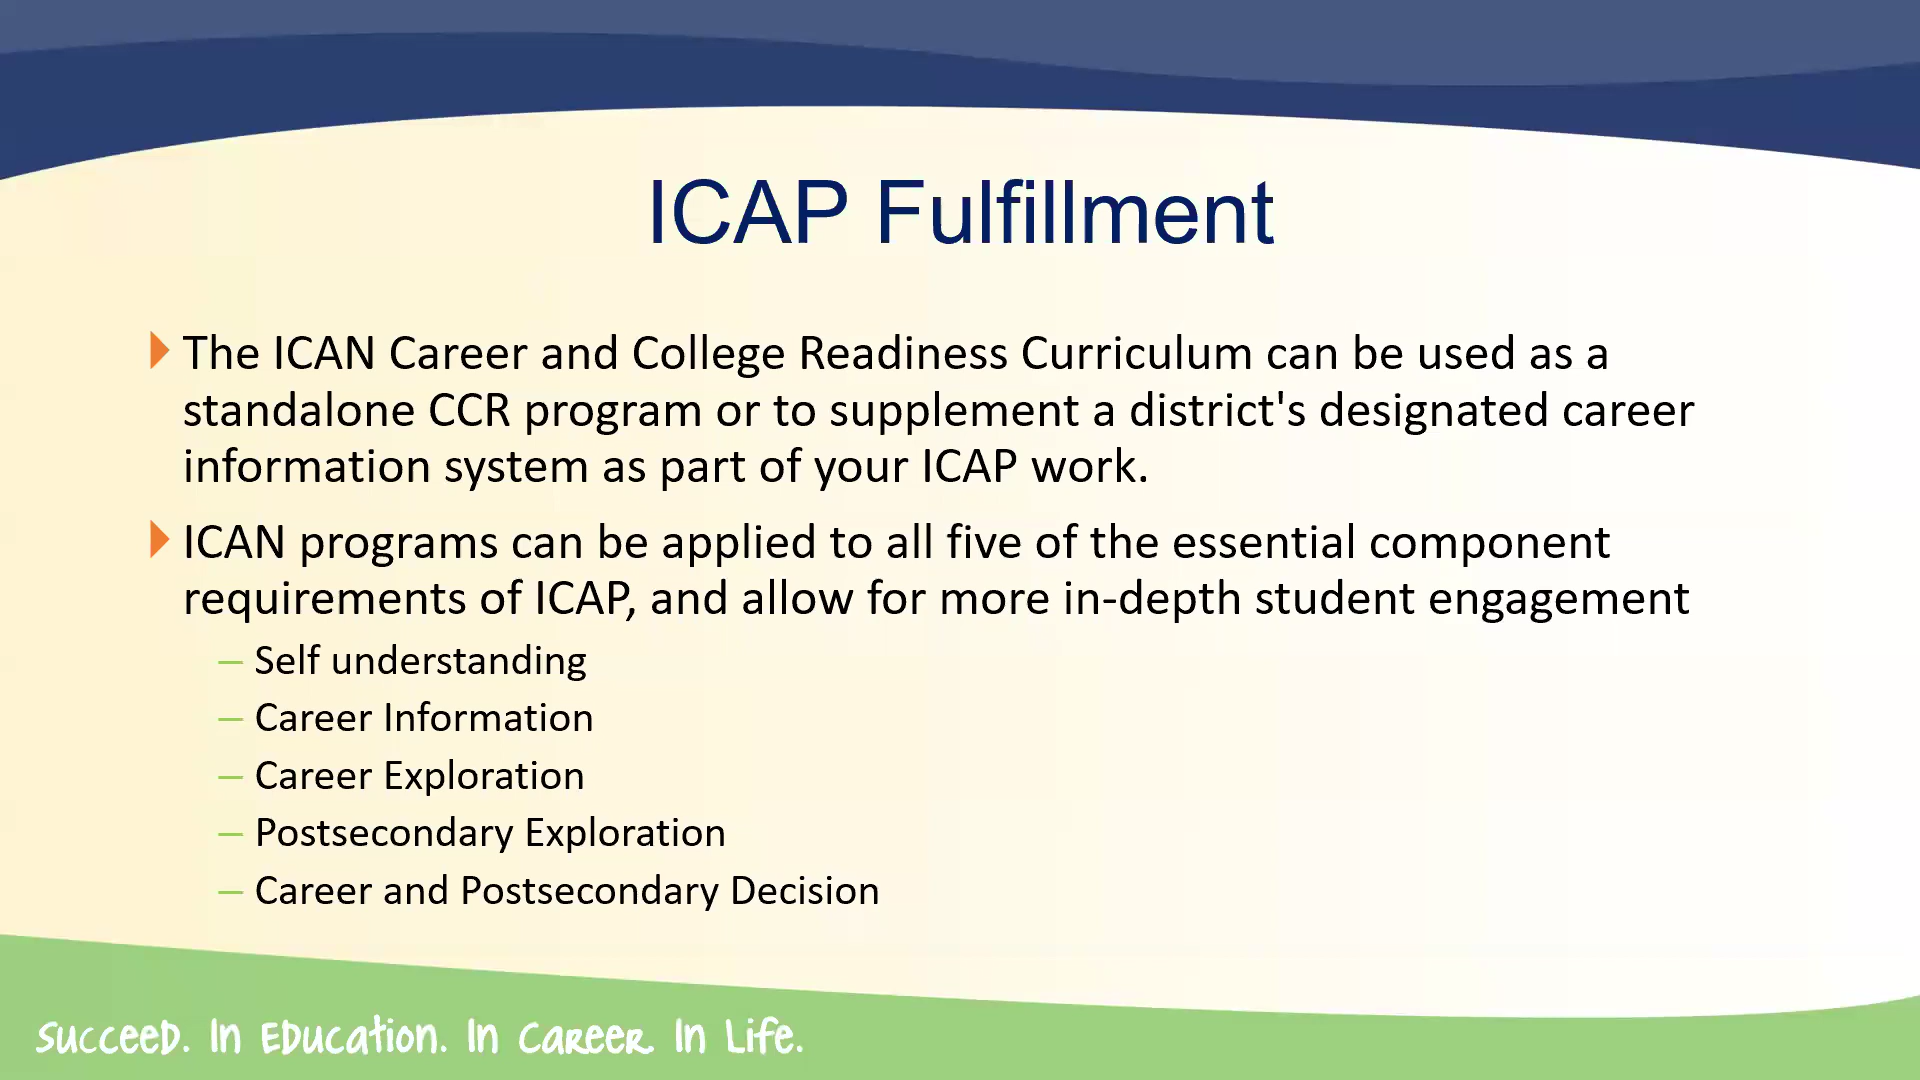 ICAP Fulfillment
The ICAN Career and College Readiness Curriculum can be used as a
standalone CCR program or to supplement a district's designated career
information system as part of your ICAP work.
ICAN programs can be applied to all five of the essential component
requirements of ICAP, and allow for more in-depth student engagement
– Self understanding
– Career Information
– Career Exploration
– Postsecondary Exploration
– Career and Postsecondary Decision
Succeed. In Education. In Career. In Life.